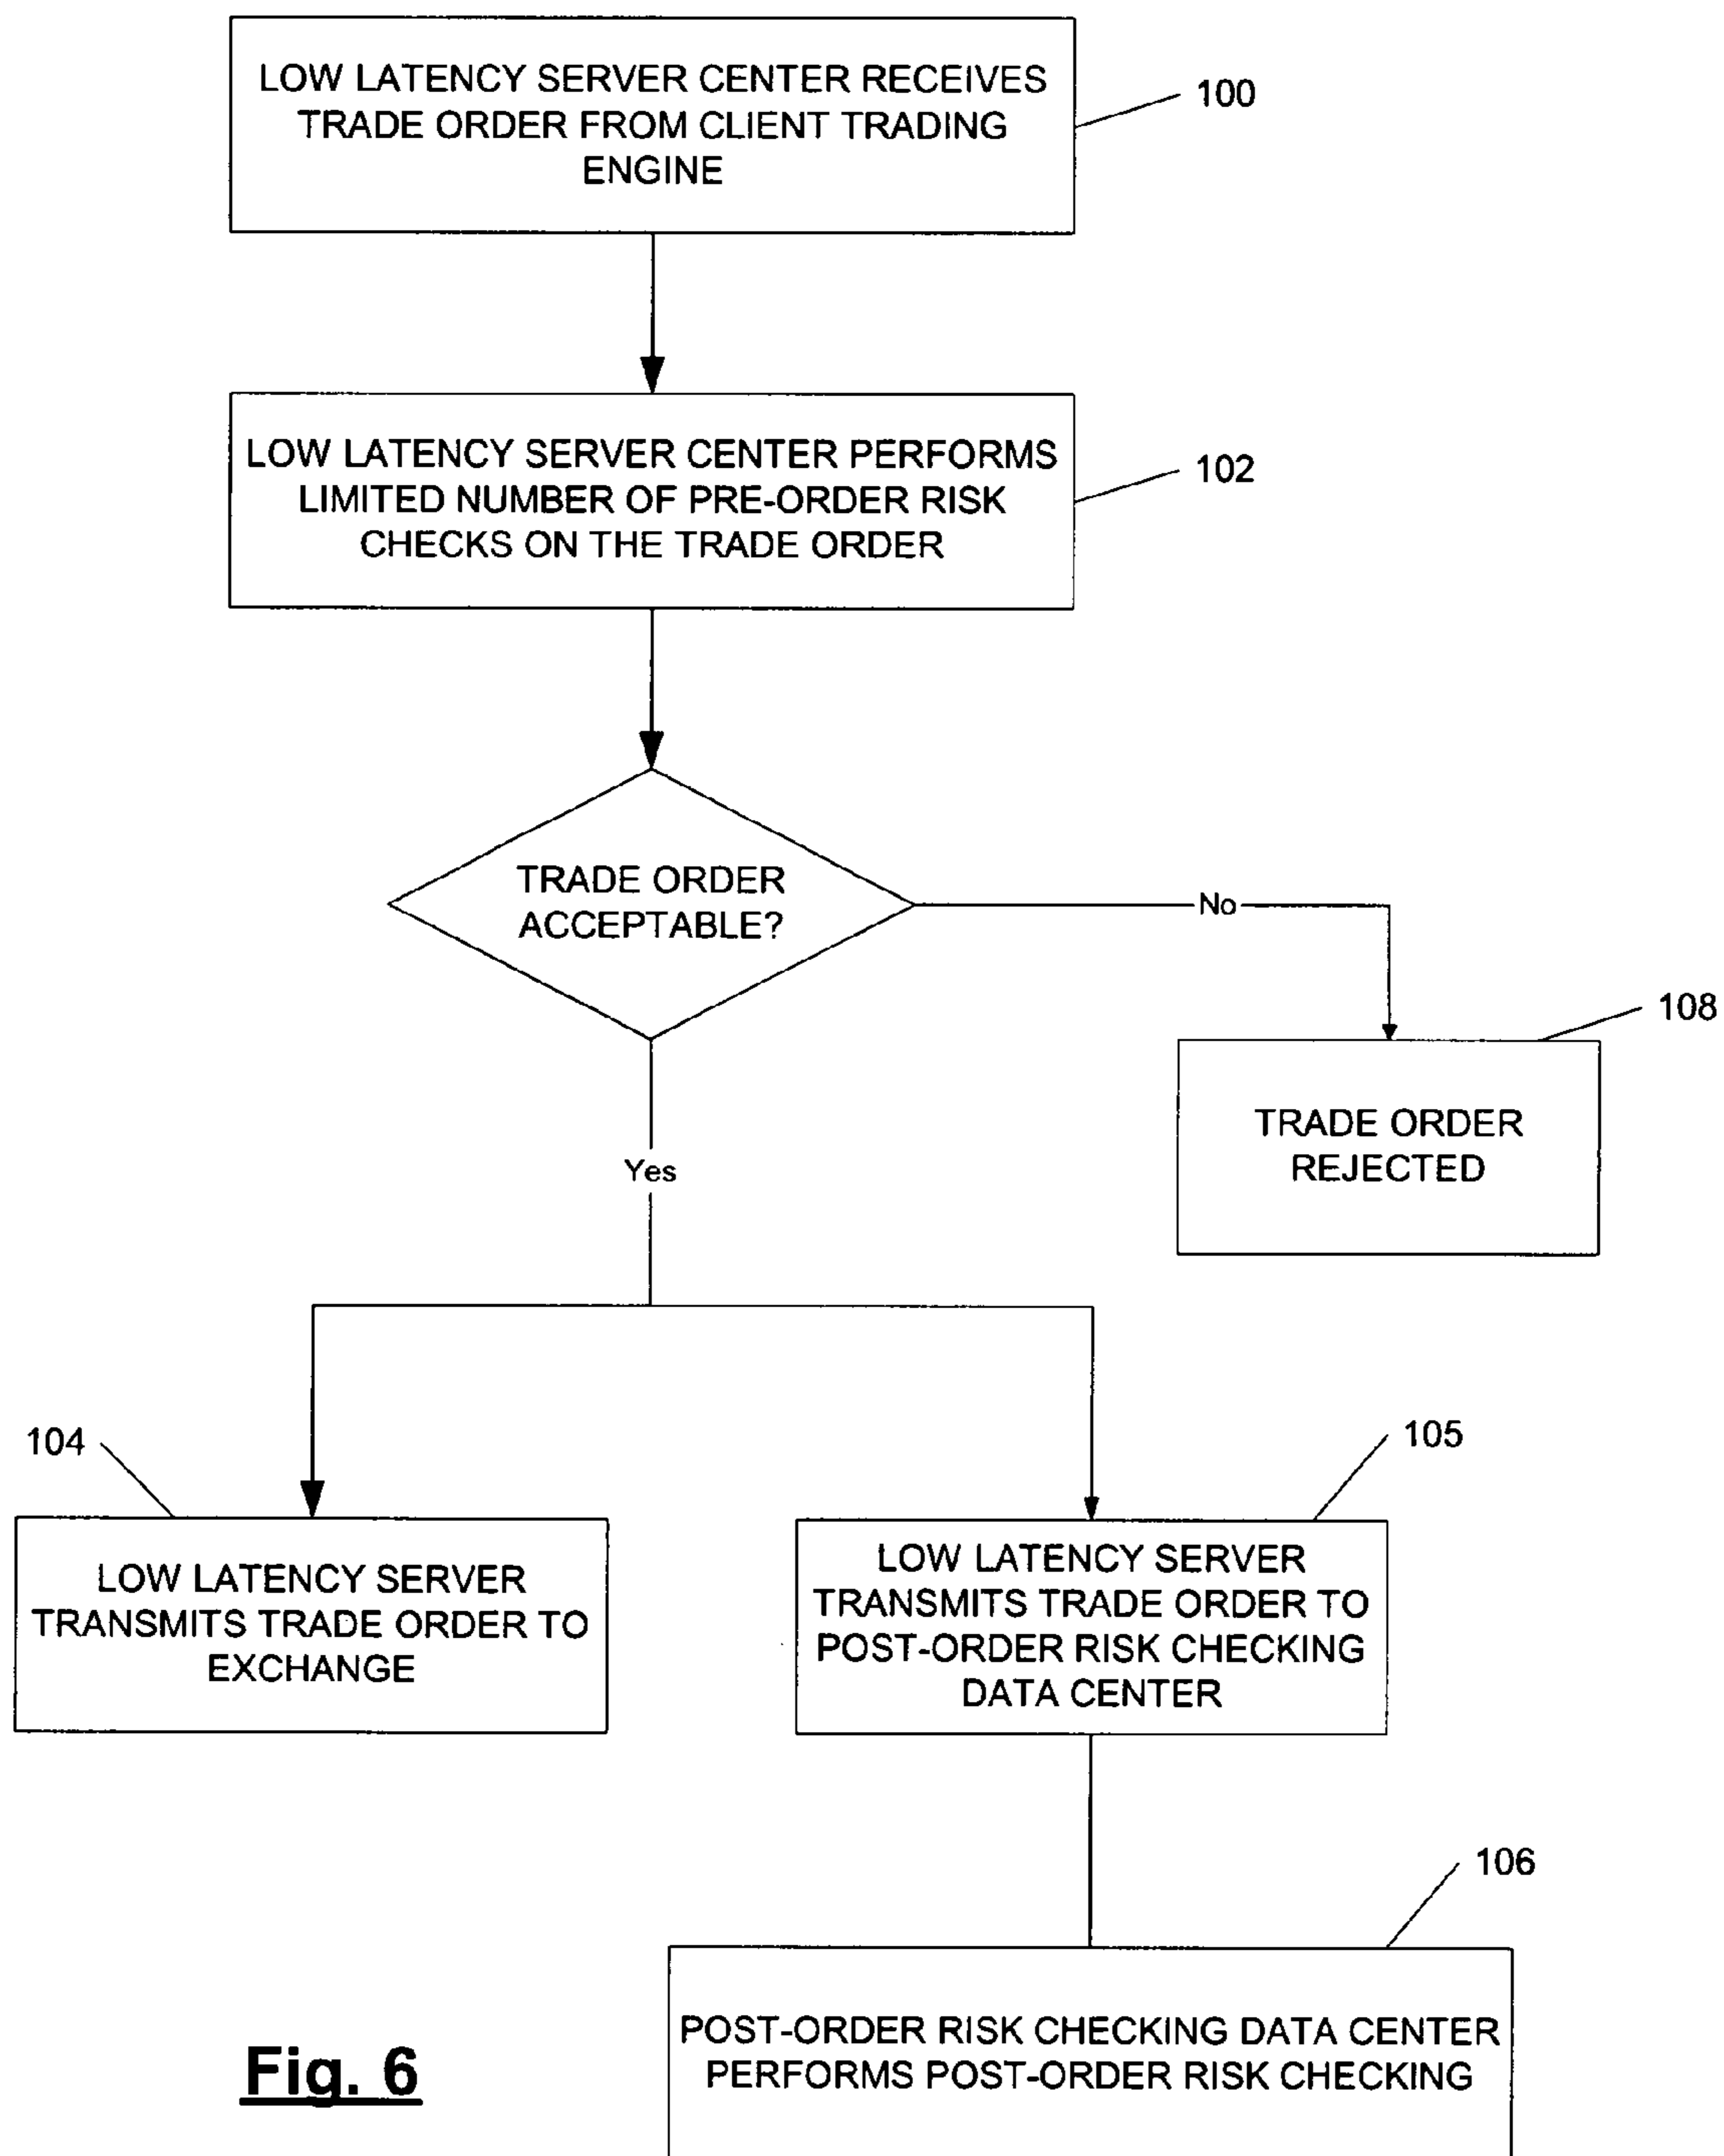 LOW LATENCY SERVER CENTER RECEIVES
TRADE ORDER FROM CLIENT TRADING
ENGINE
100
LOW LATENCY SERVER CENTER PERFORMS
LIMITED NUMBER OF PRE-ORDER RISK
CHECKS ON THE TRADE ORDER
102
TRADE ORDER
ACCEPTABLE?
No
108
TRADE ORDER
REJECTED
Yes
104
LOW LATENCY SERVER
TRANSMITS TRADE ORDER TO
EXCHANGE
105
LOW LATENCY SERVER
TRANSMITS TRADE ORDER TO
POST-ORDER RISK CHECKING
DATA CENTER
106
POST-ORDER RISK CHECKING DATA CENTER
PERFORMS POST-ORDER RISK CHECKING
Fig. 6